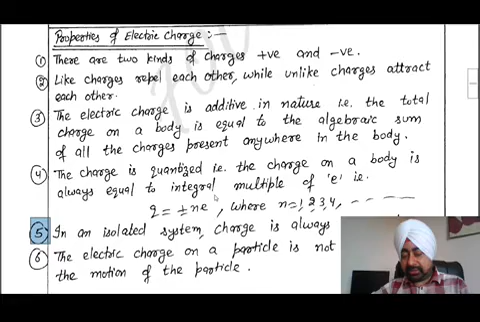 Properties of Electric Charge :-
① There are two kinds of charges +ve and -ve.
② Like charges repel each other, while unlike charges attract
each other.
③ The electric charge is additive in nature i.e. the total
charge on a body is equal to the algebraic sum
of all the charges present anywhere in the body.
④ The charge is quantized i.e. the charge on a body is
always equal to integral multiple of 'e' i.e.
q = ±ne, where n=1,2,3,4, - - - - - -
⑤ In an isolated system, charge is always
⑥ The electric charge on a particle is not
the motion of the particle.